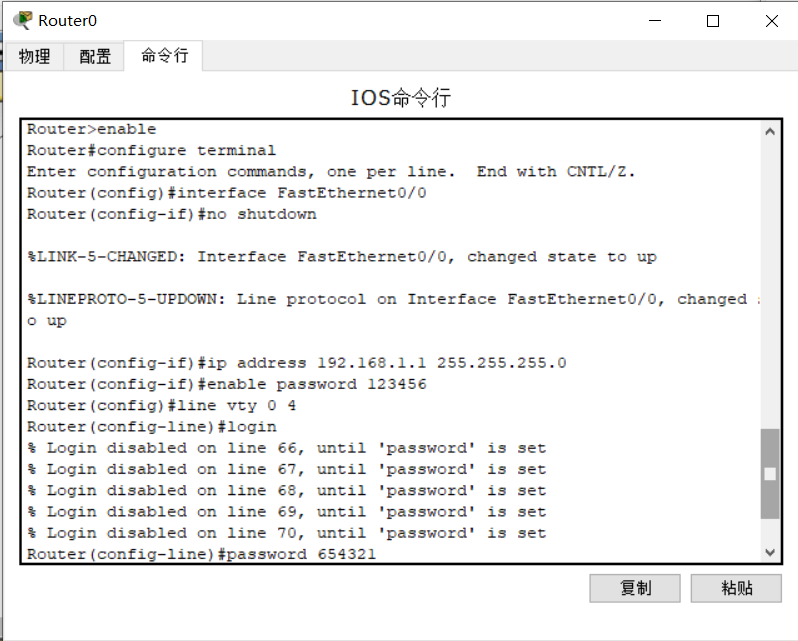 Router0
物理 配置 命令行
IOS命令行
Router>enable
Router#configure terminal
Enter configuration commands, one per line.  End with CNTL/Z.
Router(config)#interface FastEthernet0/0
Router(config-if)#no shutdown
%LINK-5-CHANGED: Interface FastEthernet0/0, changed state to up
%LINEPROTO-5-UPDOWN: Line protocol on Interface FastEthernet0/0, changed
o up
Router(config-if)#ip address 192.168.1.1 255.255.255.0
Router(config-if)#enable password 123456
Router(config)#line vty 0 4
Router(config-line)#login
% Login disabled on line 66, until 'password' is set
% Login disabled on line 67, until 'password' is set
% Login disabled on line 68, until 'password' is set
% Login disabled on line 69, until 'password' is set
% Login disabled on line 70, until 'password' is set
Router(config-line)#password 654321
复制 粘贴